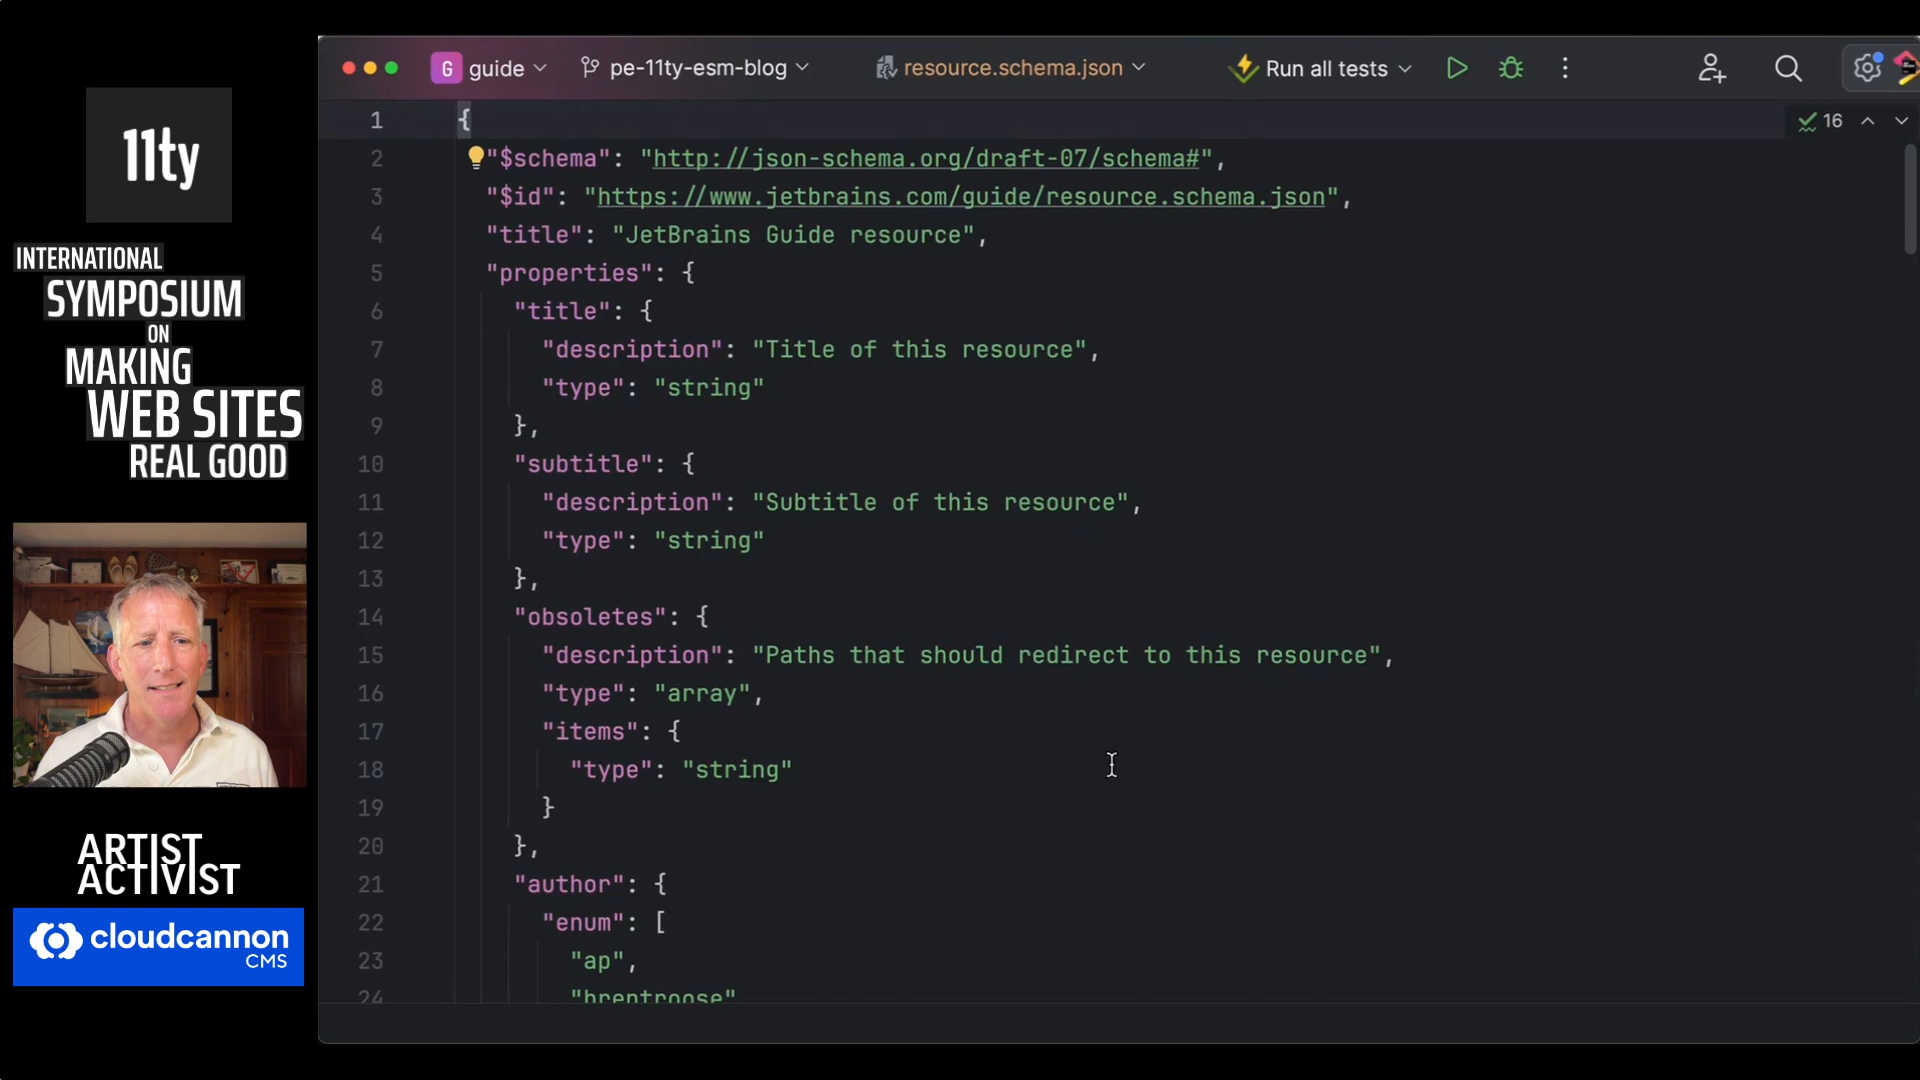 11ty
INTERNATIONAL
SYMPOSIUM
ON
MAKING
WEB SITES
REAL GOOD
ARTIST
ACTIVIST
cloudcannon
CMS
G guide pe-11ty-esm-blog resource.schema.json Run all tests
16
1 {
2 "$schema": "http://json-schema.org/draft-07/schema#",
3 "$id": "https://www.jetbrains.com/guide/resource.schema.json",
4 "title": "JetBrains Guide resource",
5 "properties": {
6 "title": {
7 "description": "Title of this resource",
8 "type": "string"
9 },
10 "subtitle": {
11 "description": "Subtitle of this resource",
12 "type": "string"
13 },
14 "obsoletes": {
15 "description": "Paths that should redirect to this resource",
16 "type": "array",
17 "items": {
18 "type": "string"
19 }
20 },
21 "author": {
22 "enum": [
23 "ap",
24 "brentroose"